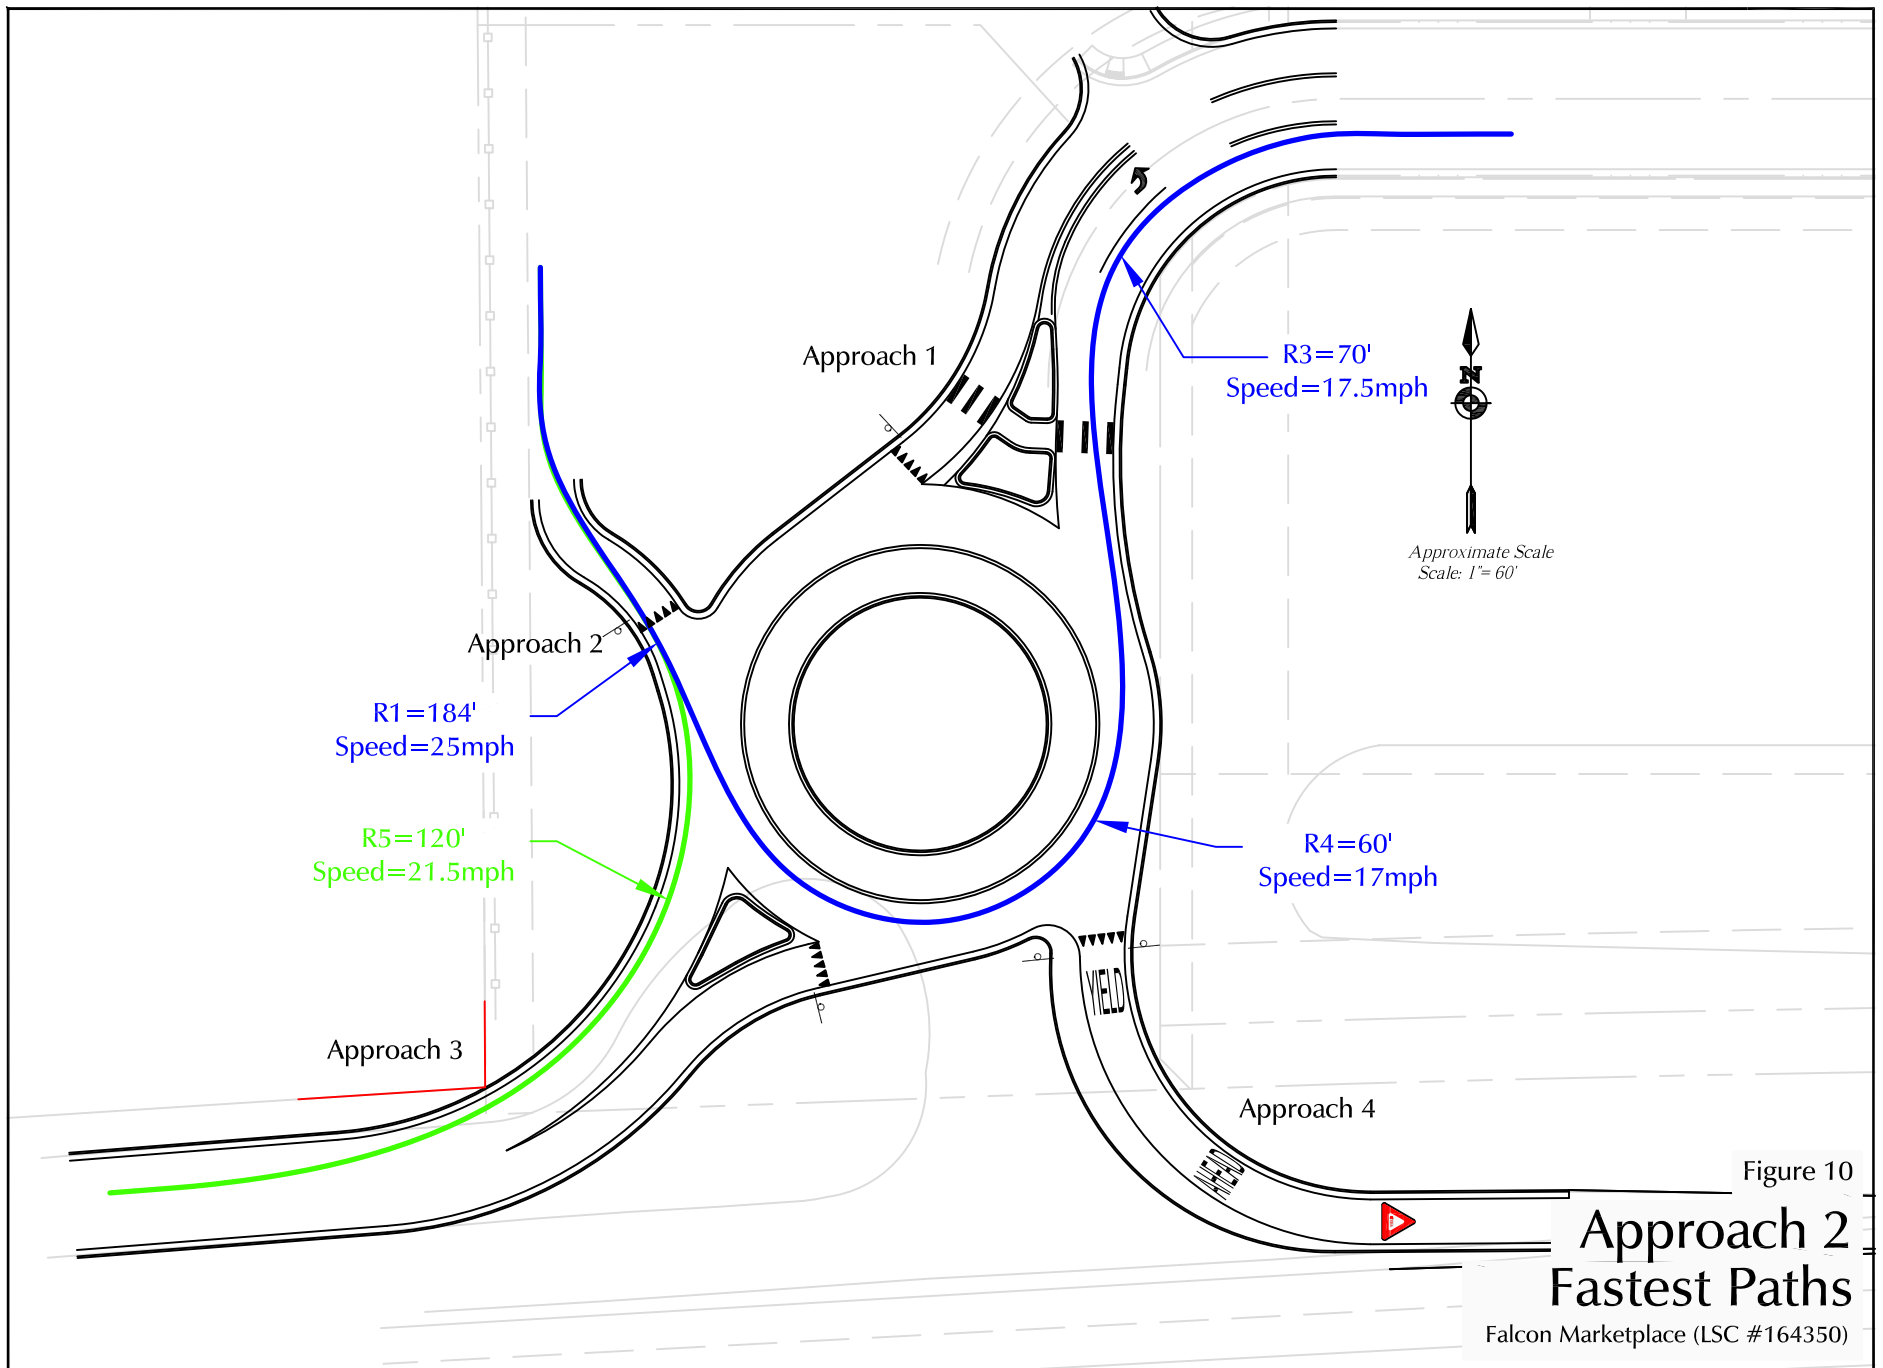 Approach 1
R3=70'
Speed=17.5mph
N
Approximate Scale
Scale: 1"= 60'
Approach 2
R1=184'
Speed=25mph
R5=120'
Speed=21.5mph
R4=60'
Speed=17mph
YIELD
Approach 3
Approach 4
AHEAD
Figure 10
Approach 2
Fastest Paths
Falcon Marketplace (LSC #164350)